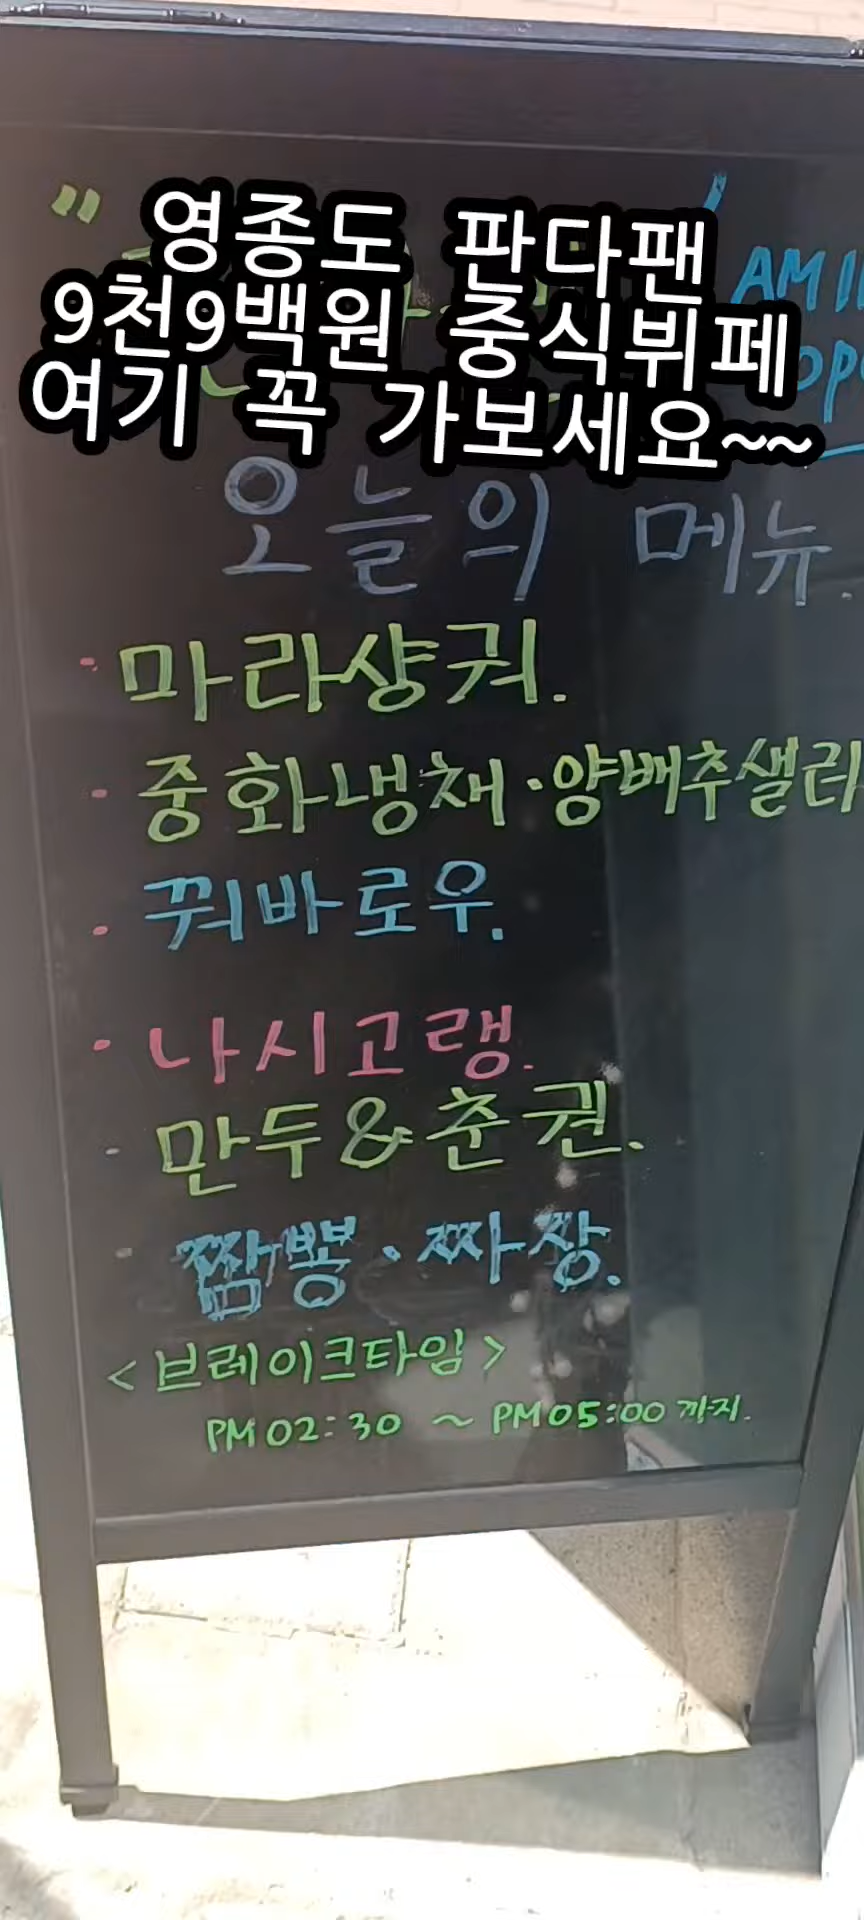 영종도 판다팬
9천9백원 중식뷔페
여기 꼭 가보세요~~
오늘의 메뉴.
· 마라샹궈.
· 중화냉채·양배추샐러
· 꿔바로우.
· 나시고랭.
· 만두&춘권.
· 짬뽕·짜장.
<브레이크타임>
PM 02:30 ~ PM 05:00 까지.